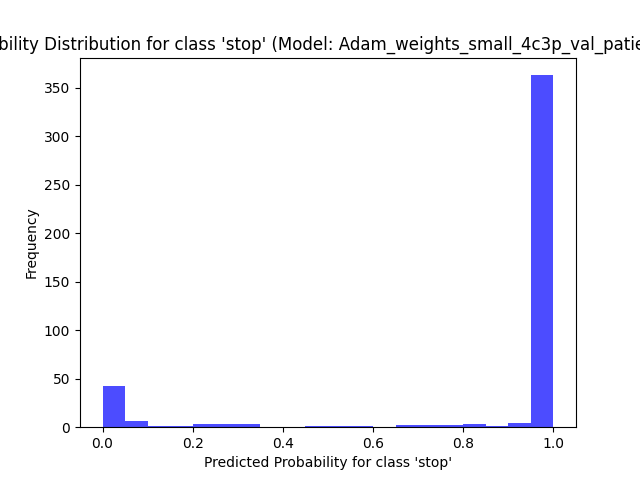 bility Distribution for class 'stop' (Model: Adam_weights_small_4c3p_val_patie
350
300
250
200
150
100
50
0
Frequency
0.0 0.2 0.4 0.6 0.8 1.0
Predicted Probability for class 'stop'